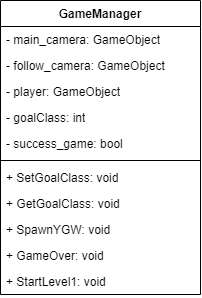 GameManager
- main_camera: GameObject
- follow_camera: GameObject
- player: GameObject
- goalClass: int
- success_game: bool
+ SetGoalClass: void
+ GetGoalClass: void
+ SpawnYGW: void
+ GameOver: void
+ StartLevel1: void